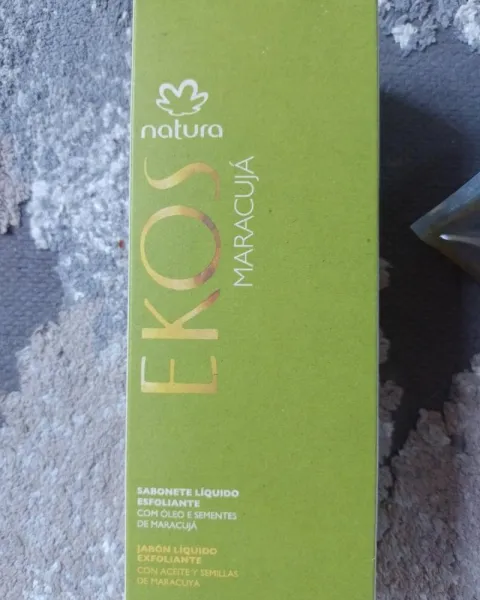 natura
EKOS
MARACUJÁ
SABONETE LÍQUIDO
ESFOLIANTE
COM ÓLEO E SEMENTES
DE MARACUJÁ
JABÓN LÍQUIDO
EXFOLIANTE
CON ACEITE Y SEMILLAS
DE MARACUYÁ